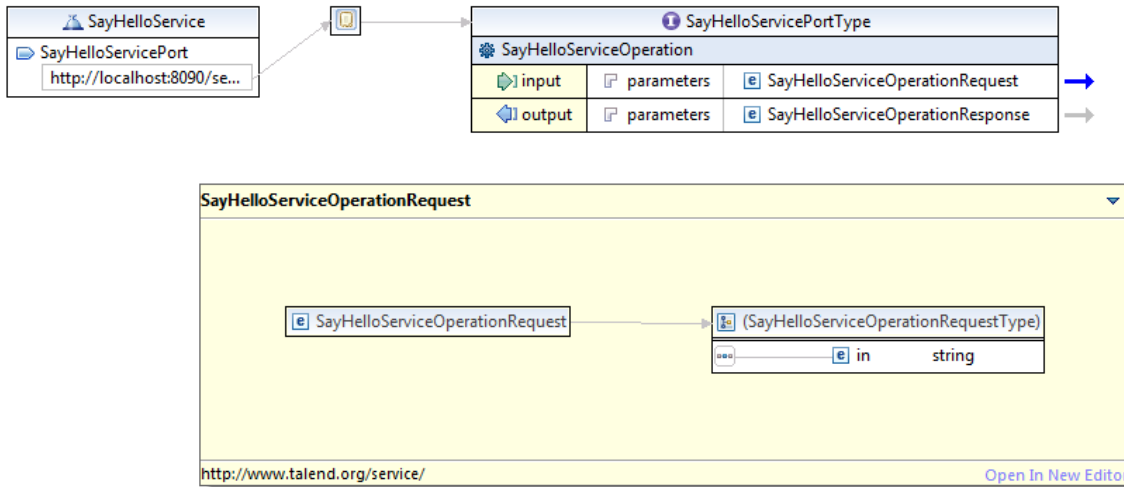 SayHelloService
SayHelloServicePort
http://localhost:8090/se...
SayHelloServicePortType
SayHelloServiceOperation
input parameters e SayHelloServiceOperationRequest
output parameters e SayHelloServiceOperationResponse
SayHelloServiceOperationRequest
e SayHelloServiceOperationRequest
(SayHelloServiceOperationRequestType)
e in string
http://www.talend.org/service/
Open In New Editor